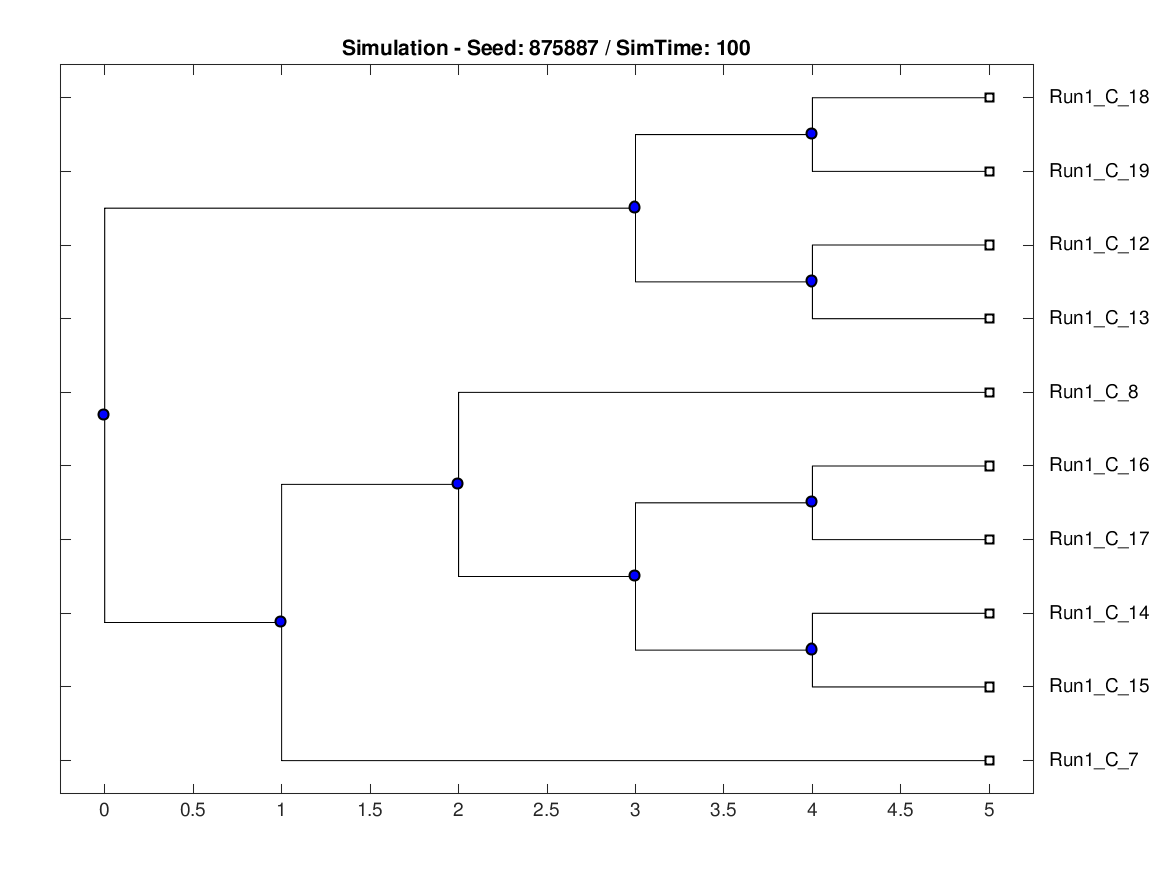 Simulation - Seed: 875887 / SimTime: 100
Run1_C_18
Run1_C_19
Run1_C_12
Run1_C_13
Run1_C_8
Run1_C_16
Run1_C_17
Run1_C_14
Run1_C_15
Run1_C_7
0 0.5 1 1.5 2 2.5 3 3.5 4 4.5 5